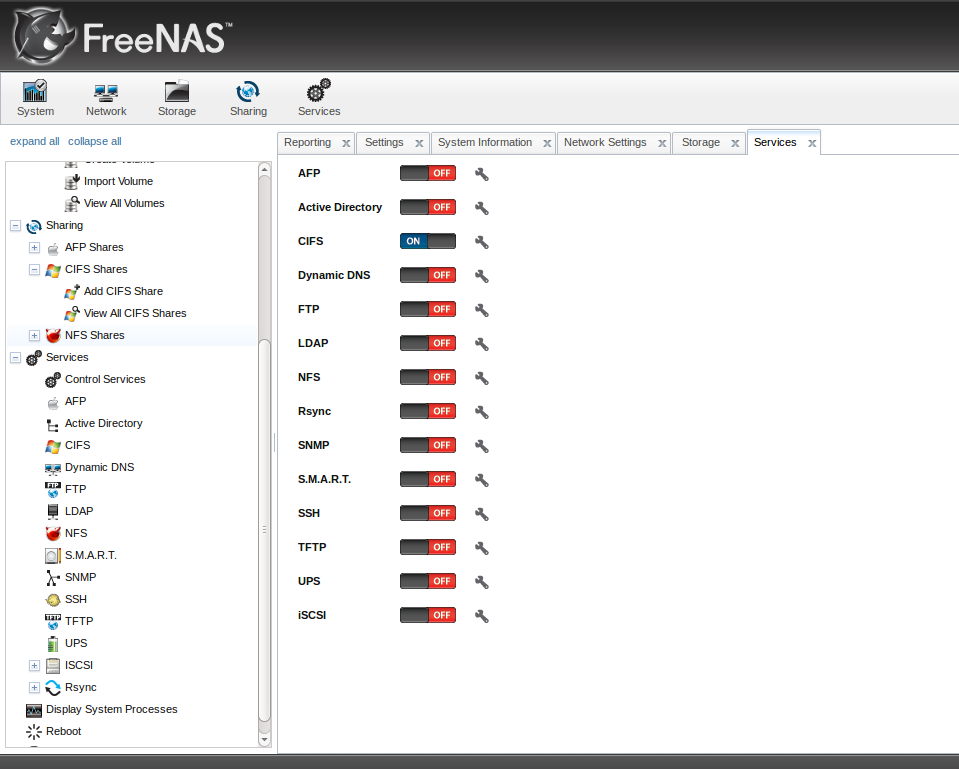 FreeNAS™
System Network Storage Sharing Services
expand all collapse all
Reporting x Settings x System Information x Network Settings x Storage x Services x
Create Volume
Import Volume
View All Volumes
Sharing
AFP Shares
CIFS Shares
Add CIFS Share
View All CIFS Shares
NFS Shares
Services
Control Services
AFP
Active Directory
CIFS
Dynamic DNS
FTP
LDAP
NFS
S.M.A.R.T.
SNMP
SSH
TFTP
UPS
ISCSI
Rsync
Display System Processes
Reboot
AFP OFF
Active Directory OFF
CIFS ON
Dynamic DNS OFF
FTP OFF
LDAP OFF
NFS OFF
Rsync OFF
SNMP OFF
S.M.A.R.T. OFF
SSH OFF
TFTP OFF
UPS OFF
iSCSI OFF